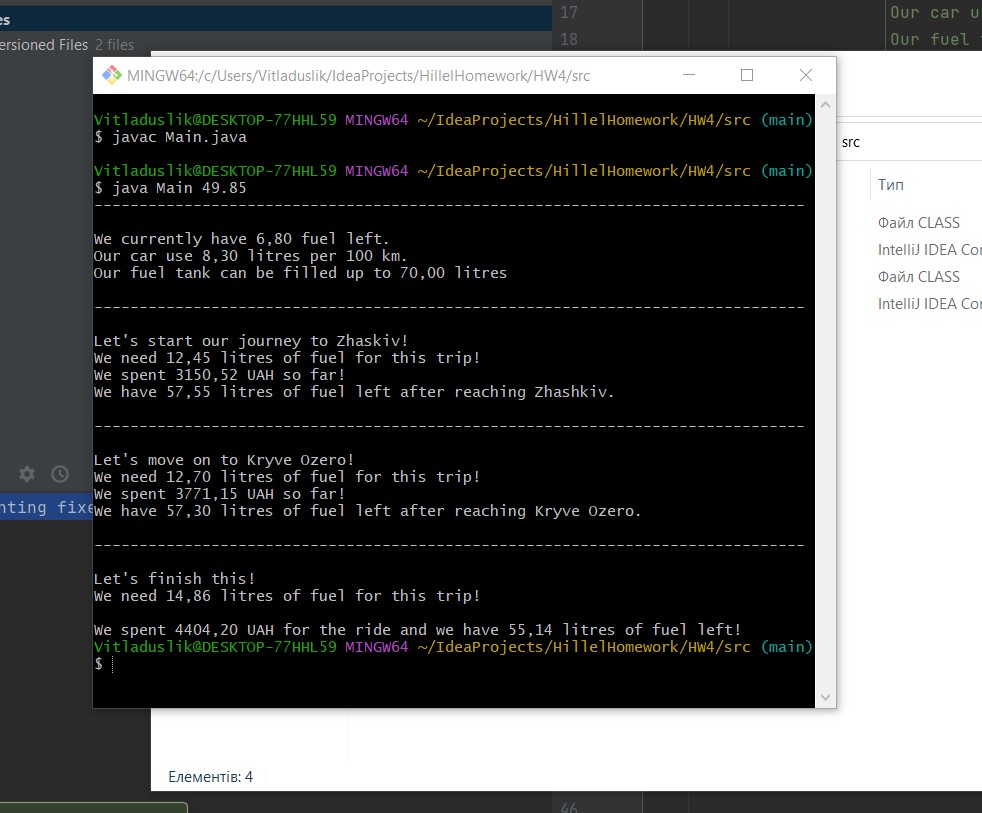 17
Our car u
18
Our fuel
es
ersioned Files 2 files
MINGW64:/c/Users/Vitladuslik/IdeaProjects/HillelHomework/HW4/src
Vitladuslik@DESKTOP-77HHL59 MINGW64 ~/IdeaProjects/HillelHomework/HW4/src (main)
$ javac Main.java
Vitladuslik@DESKTOP-77HHL59 MINGW64 ~/IdeaProjects/HillelHomework/HW4/src (main)
$ java Main 49.85
-------------------------------------------------------------------------------
We currently have 6,80 fuel left.
Our car use 8,30 litres per 100 km.
Our fuel tank can be filled up to 70,00 litres
-------------------------------------------------------------------------------
Let's start our journey to Zhaskiv!
We need 12,45 litres of fuel for this trip!
We spent 3150,52 UAH so far!
We have 57,55 litres of fuel left after reaching Zhashkiv.
-------------------------------------------------------------------------------
Let's move on to Kryve Ozero!
We need 12,70 litres of fuel for this trip!
We spent 3771,15 UAH so far!
We have 57,30 litres of fuel left after reaching Kryve Ozero.
-------------------------------------------------------------------------------
Let's finish this!
We need 14,86 litres of fuel for this trip!
We spent 4404,20 UAH for the ride and we have 55,14 litres of fuel left!
Vitladuslik@DESKTOP-77HHL59 MINGW64 ~/IdeaProjects/HillelHomework/HW4/src (main)
$
src
Тип
Файл CLASS
IntelliJ IDEA Con
Файл CLASS
IntelliJ IDEA Con
nting fixe
Елементів: 4
46